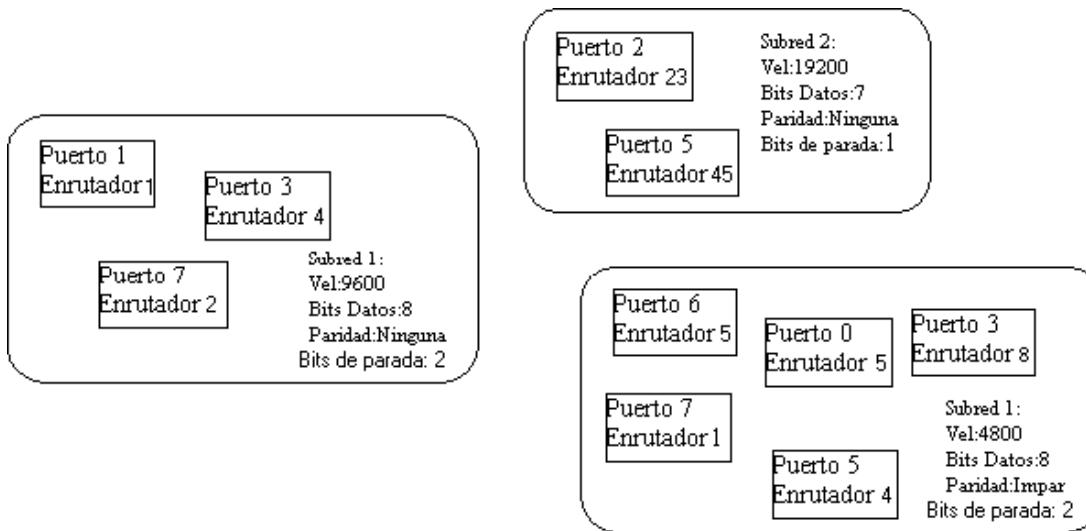 Puerto 1
Enrutador 1
Puerto 3
Enrutador 4
Puerto 7
Enrutador 2
Subred 1:
Vel:9600
Bits Datos:8
Paridad:Ninguna
Bits de parada: 2
Puerto 2
Enrutador 23
Puerto 5
Enrutador 45
Subred 2:
Vel:19200
Bits Datos:7
Paridad:Ninguna
Bits de parada:1
Puerto 6
Enrutador 5
Puerto 0
Enrutador 5
Puerto 3
Enrutador 8
Puerto 7
Enrutador 1
Puerto 5
Enrutador 4
Subred 1:
Vel:4800
Bits Datos:8
Paridad:Impar
Bits de parada: 2